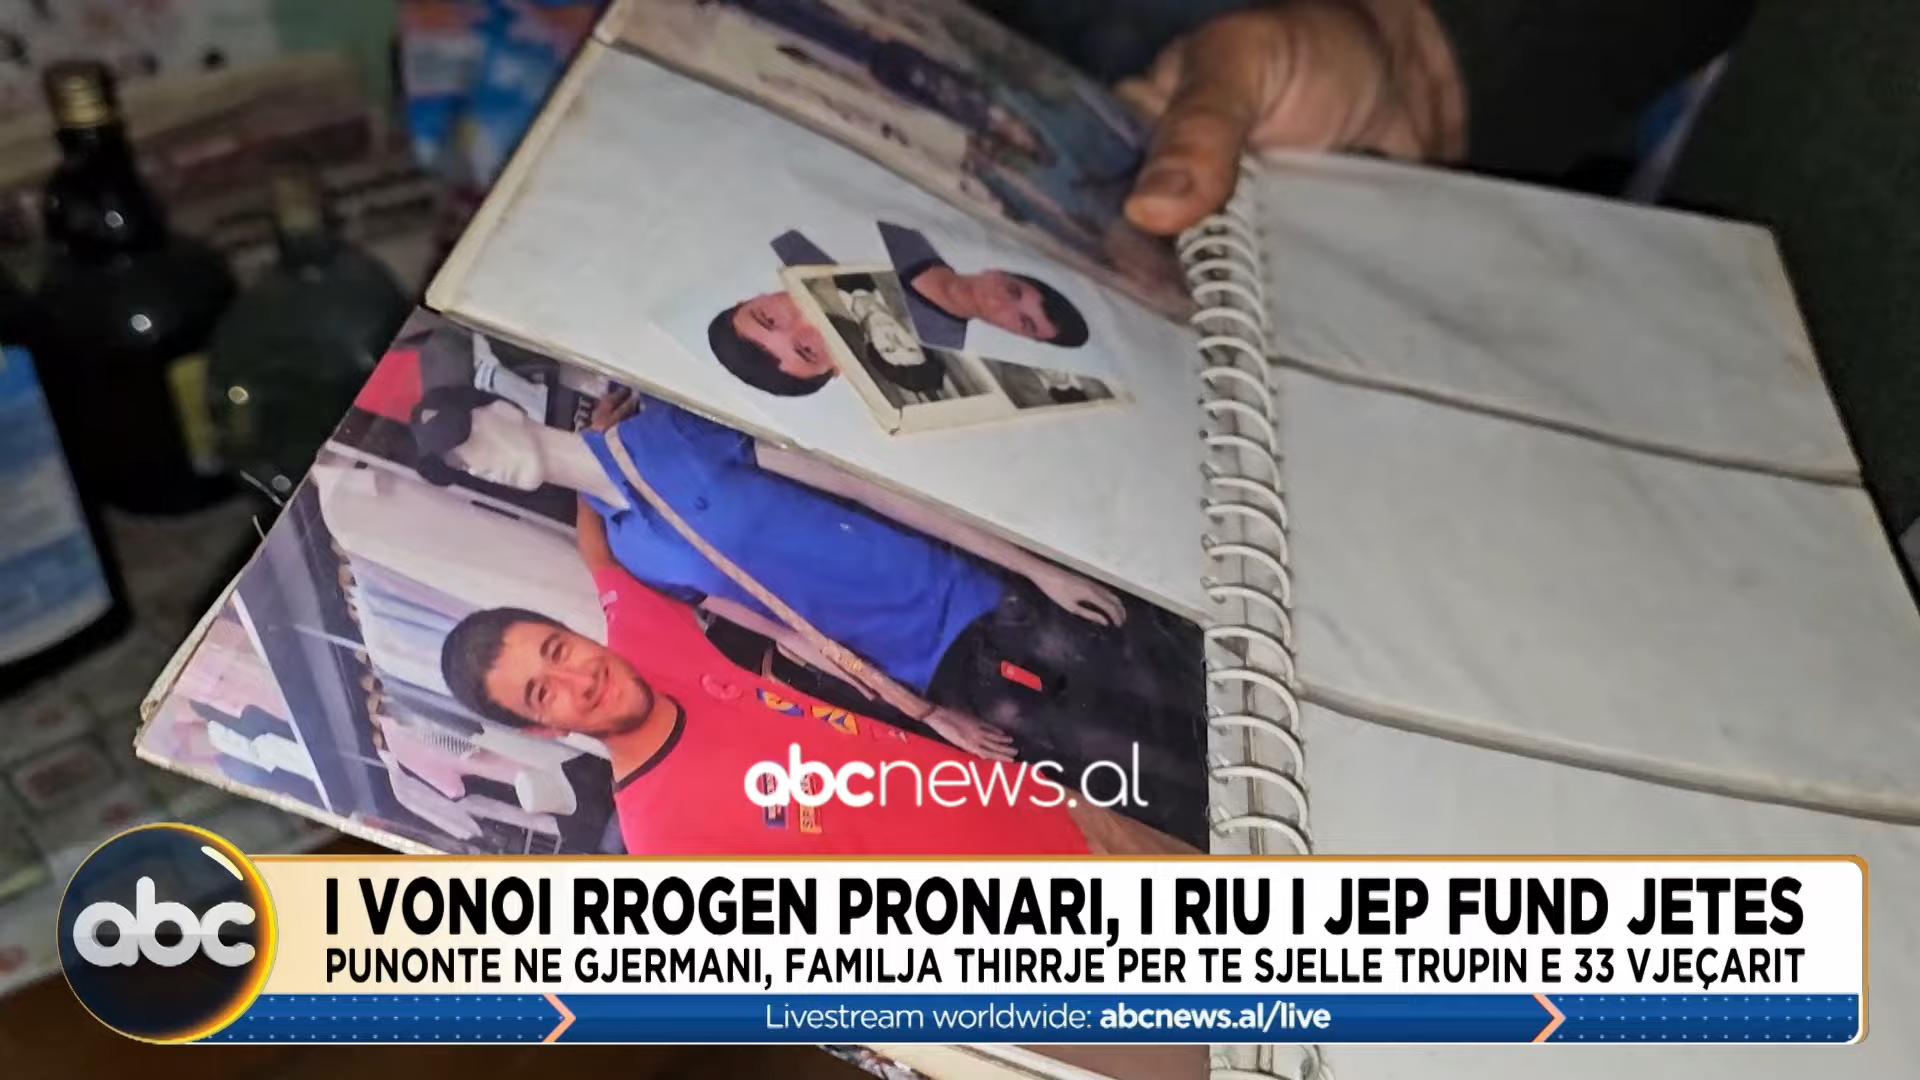 abcnews.al
abc
I VONOI RROGEN PRONARI, I RIU I JEP FUND JETES
PUNONTE NE GJERMANI, FAMILJA THIRRJE PER TE SJELLE TRUPIN E 33 VJEÇARIT
Livestream worldwide: abcnews.al/live